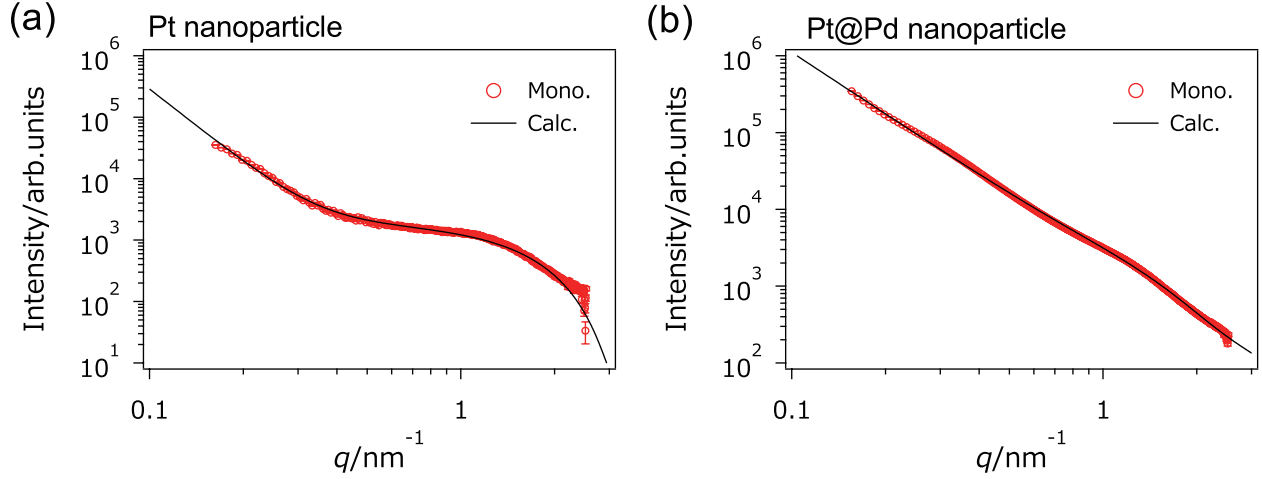 (a)
Pt nanoparticle
Intensity/arb.units
10^6
10^5
10^4
10^3
10^2
10^1
Mono.
Calc.
0.1
1
q/nm^-1
(b)
Pt@Pd nanoparticle
Intensity/arb.units
10^6
10^5
10^4
10^3
10^2
Mono.
Calc.
0.1
1
q/nm^-1